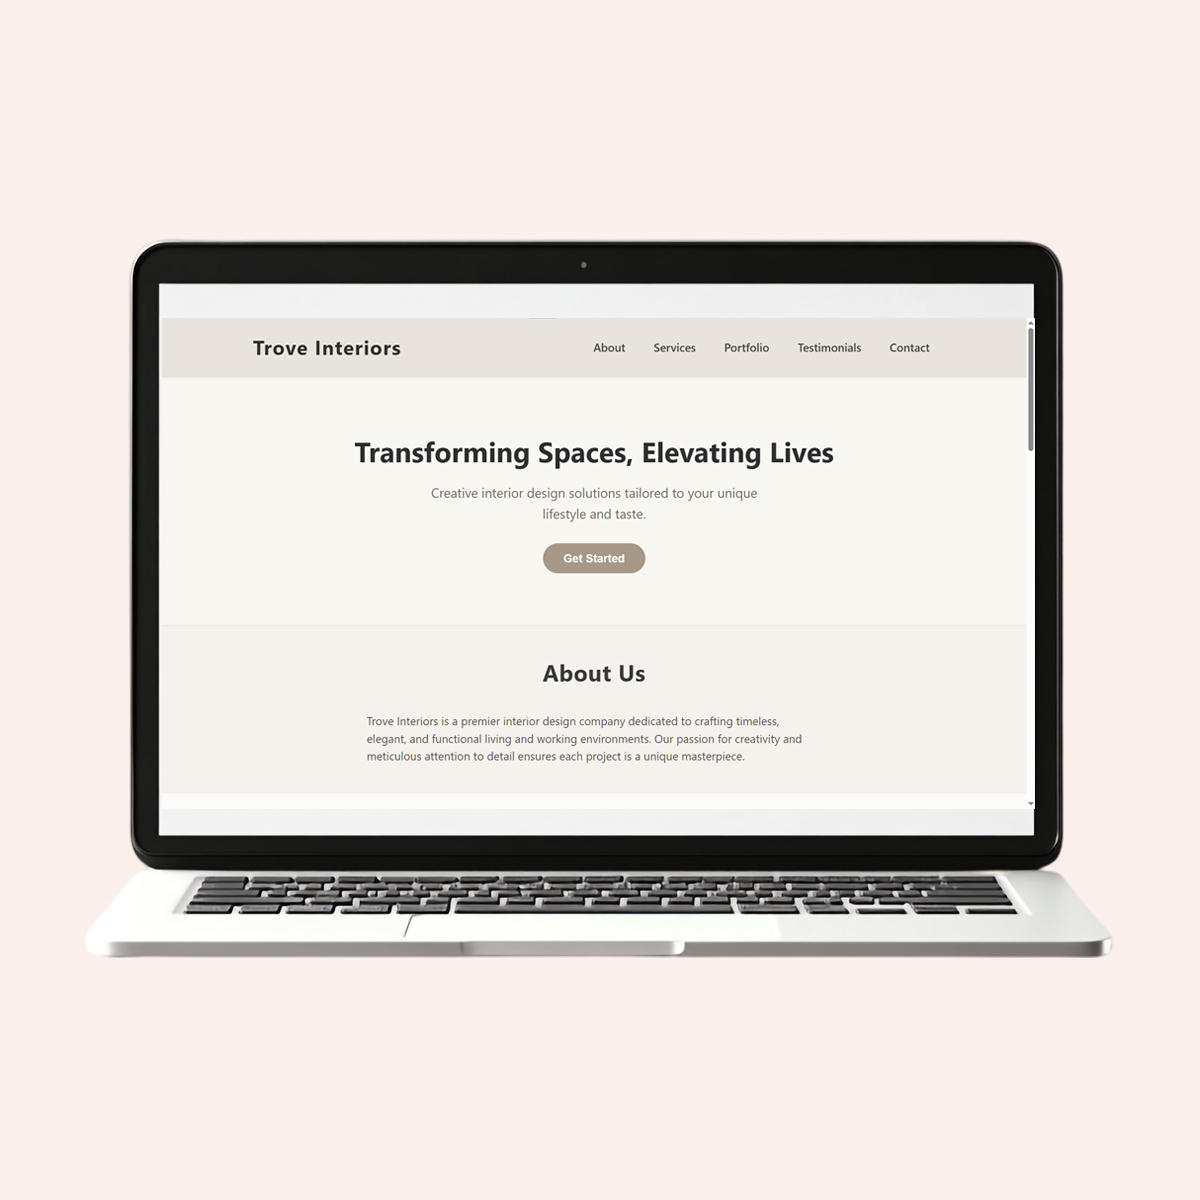 Trove Interiors
About Services Portfolio Testimonials Contact
Transforming Spaces, Elevating Lives
Creative interior design solutions tailored to your unique
lifestyle and taste.
Get Started
About Us
Trove Interiors is a premier interior design company dedicated to crafting timeless,
elegant, and functional living and working environments. Our passion for creativity and
meticulous attention to detail ensures each project is a unique masterpiece.